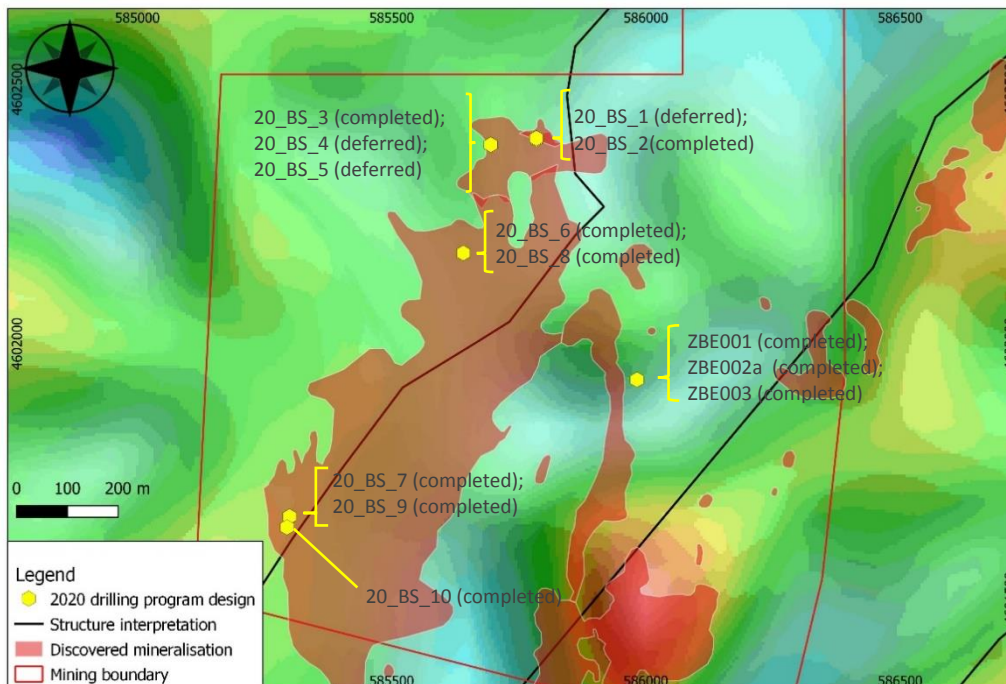 585000
585500
586000
586500
4602500
20_BS_3 (completed);
20_BS_4 (deferred);
20_BS_5 (deferred)
20_BS_1 (deferred);
20_BS_2(completed)
20_BS_6 (completed);
20_BS_8 (completed)
4602000
ZBE001 (completed);
ZBE002a (completed);
ZBE003 (completed)
20_BS_7 (completed);
20_BS_9 (completed)
0 100 200 m
20_BS_10 (completed)
Legend
2020 drilling program design
Structure interpretation
Discovered mineralisation
Mining boundary
585500
586000
586500